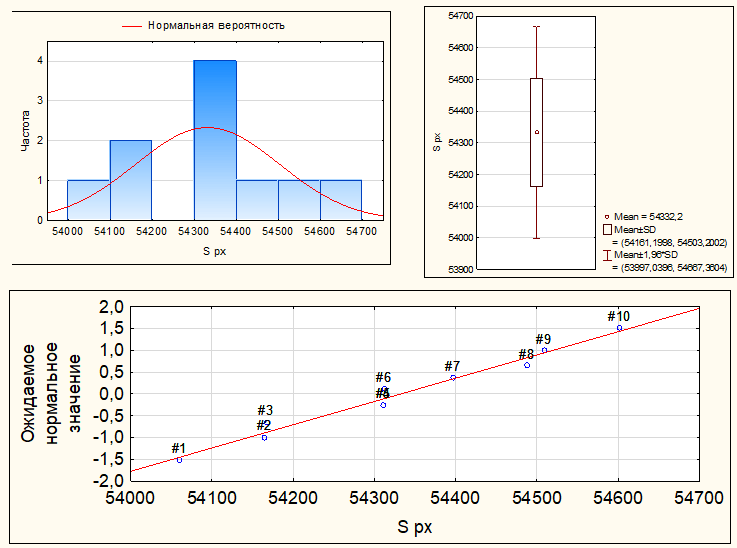 Нормальная вероятность
Частота
4
3
2
1
0
54000 54100 54200 54300 54400 54500 54600 54700
S px
54700
54600
54500
54400
54300
54200
54100
54000
53900
S px
Mean = 54332,2
Mean±SD
= (54161,1998, 54503,2002)
Mean±1,96*SD
= (53997,0396, 54667,3604)
Ожидаемое
нормальное
значение
2,0
1,5
1,0
0,5
0,0
-0,5
-1,0
-1,5
-2,0
#1
#2
#3
#6
#7
#8
#9
#10
54000 54100 54200 54300 54400 54500 54600 54700
S px